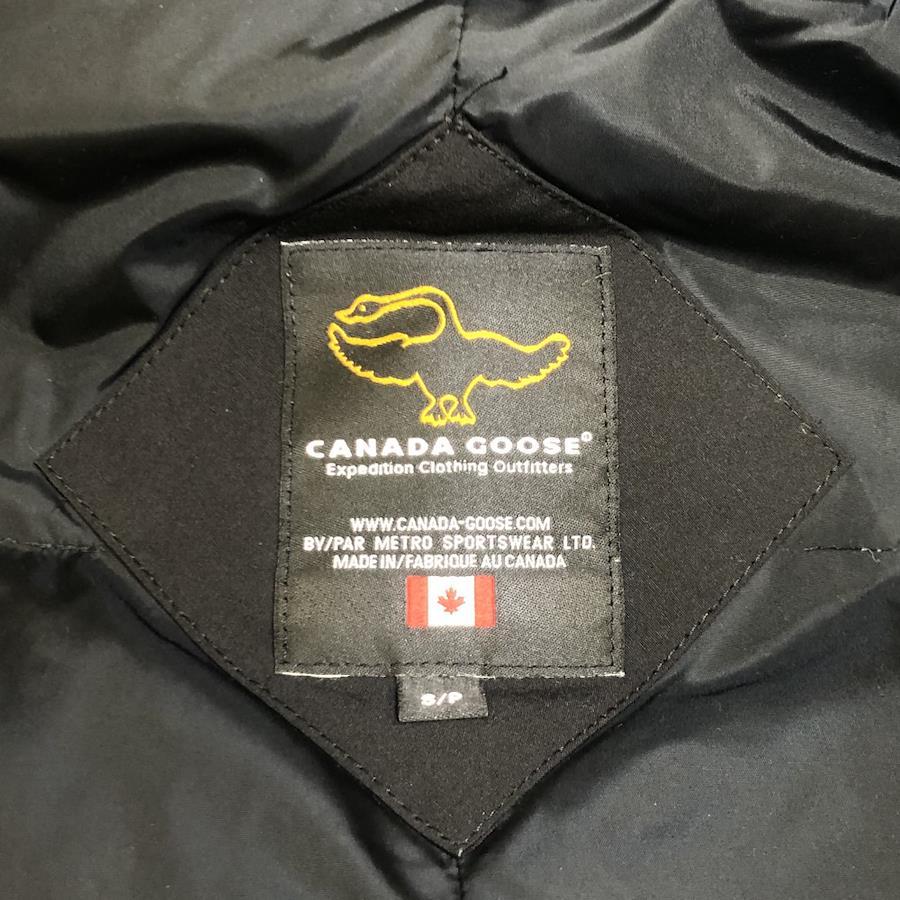 CANADA GOOSE®
Expedition Clothing Outfitters
WWW.CANADA-GOOSE.COM
BY/PAR METRO SPORTSWEAR LTD.
MADE IN/FABRIQUE AU CANADA
S/P